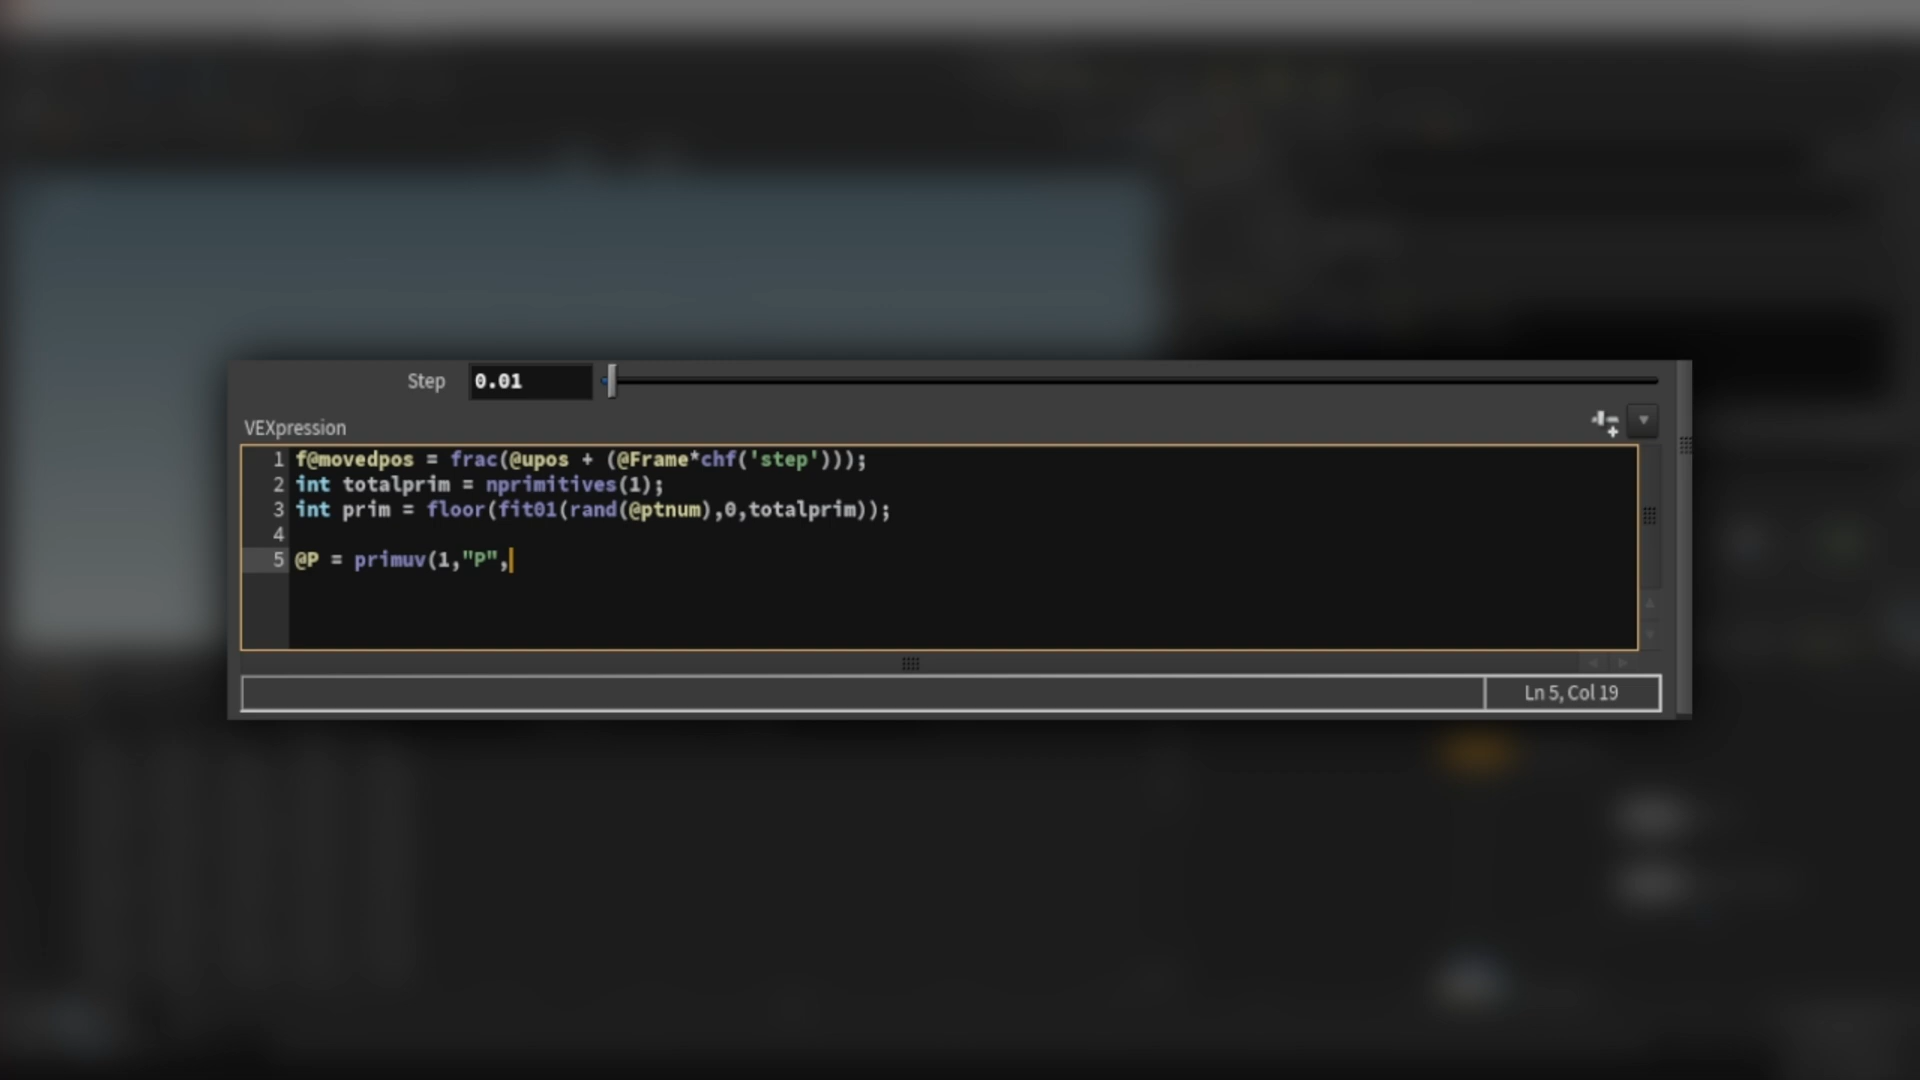 Step 0.01
VEXpression
1 f@movedpos = frac(@upos + (@Frame*chf('step')));
2 int totalprim = nprimitives(1);
3 int prim = floor(fit01(rand(@ptnum),0,totalprim));
4
5 @P = primuv(1,"P",
Ln 5, Col 19